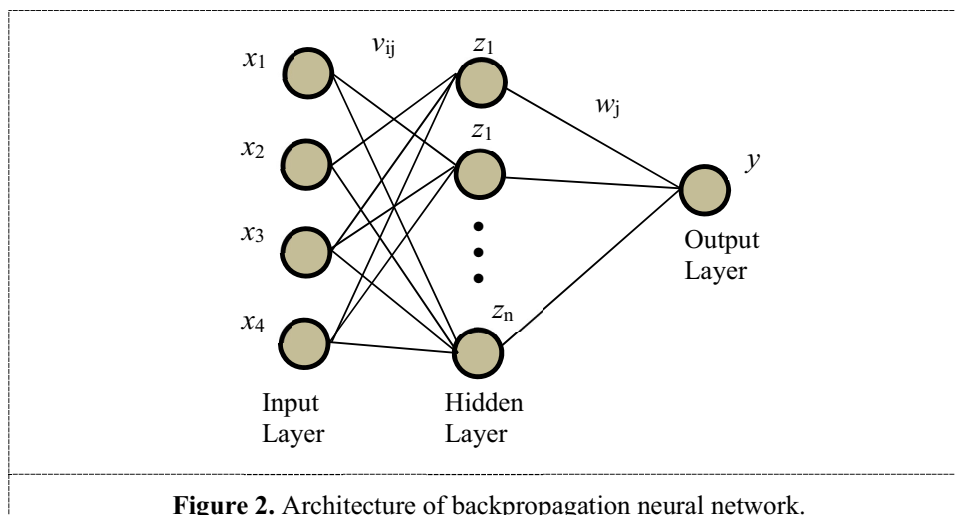 x1
vij
z1
wj
x2
z1
y
x3
Output
Layer
x4
zn
Input
Layer
Hidden
Layer
Figure 2. Architecture of backpropagation neural network.